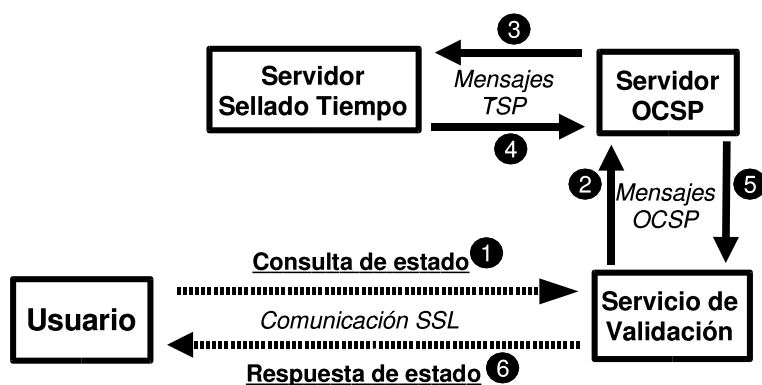 3
Servidor
Sellado Tiempo
Mensajes
TSP
Servidor
OCSP
4
2
Mensajes
OCSP
5
Consulta de estado 1
Usuario
Comunicación SSL
Servicio de
Validación
Respuesta de estado 6